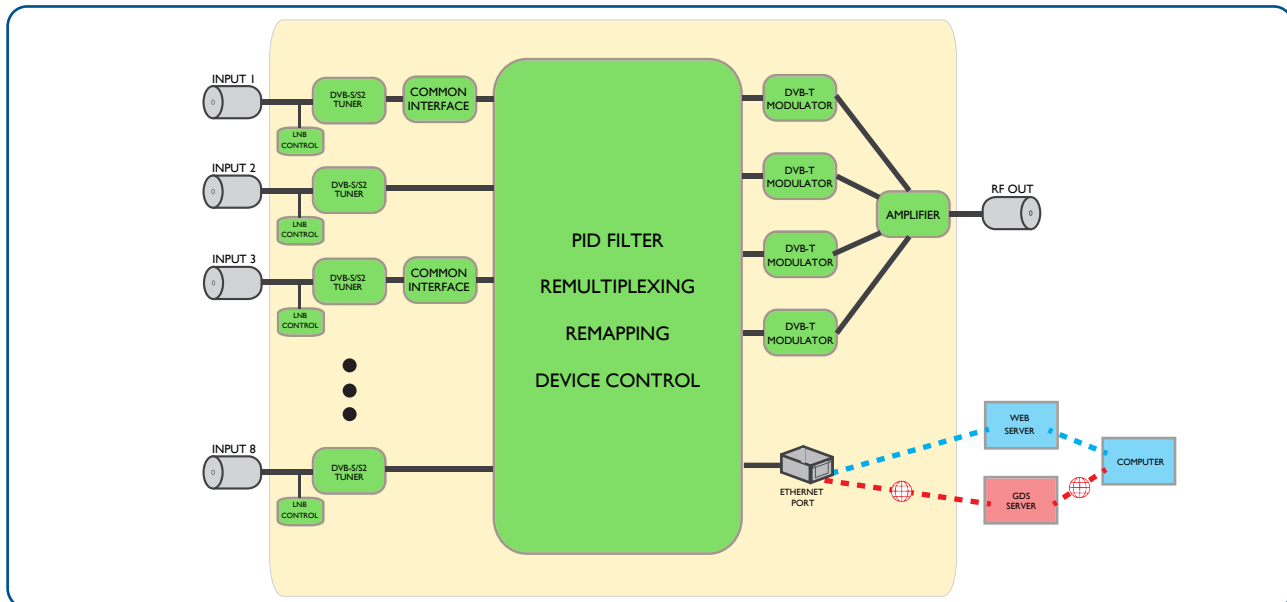 INPUT 1
DVB-S/S2
TUNER
COMMON
INTERFACE
LNB
CONTROL
INPUT 2
DVB-S/S2
TUNER
LNB
CONTROL
INPUT 3
DVB-S/S2
TUNER
COMMON
INTERFACE
LNB
CONTROL
INPUT 8
DVB-S/S2
TUNER
LNB
CONTROL
PID FILTER
REMULTIPLEXING
REMAPPING
DEVICE CONTROL
DVB-T
MODULATOR
DVB-T
MODULATOR
DVB-T
MODULATOR
DVB-T
MODULATOR
AMPLIFIER
RF OUT
ETHERNET
PORT
WEB
SERVER
GDS
SERVER
COMPUTER